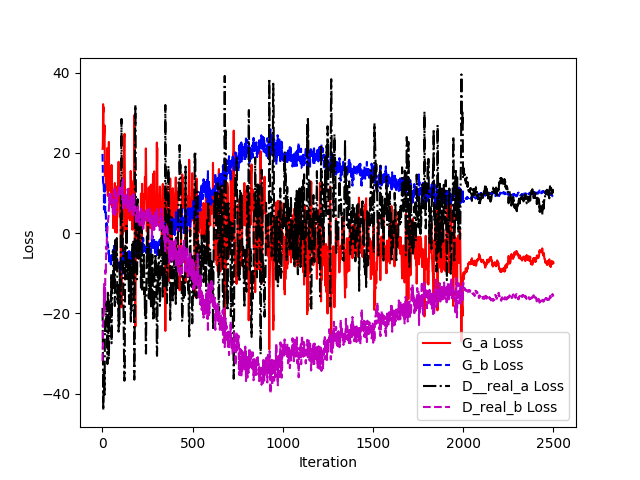 40
20
0
−20
−40
Loss
0
500
1000
1500
2000
2500
Iteration
G_a Loss
G_b Loss
D__real_a Loss
D_real_b Loss